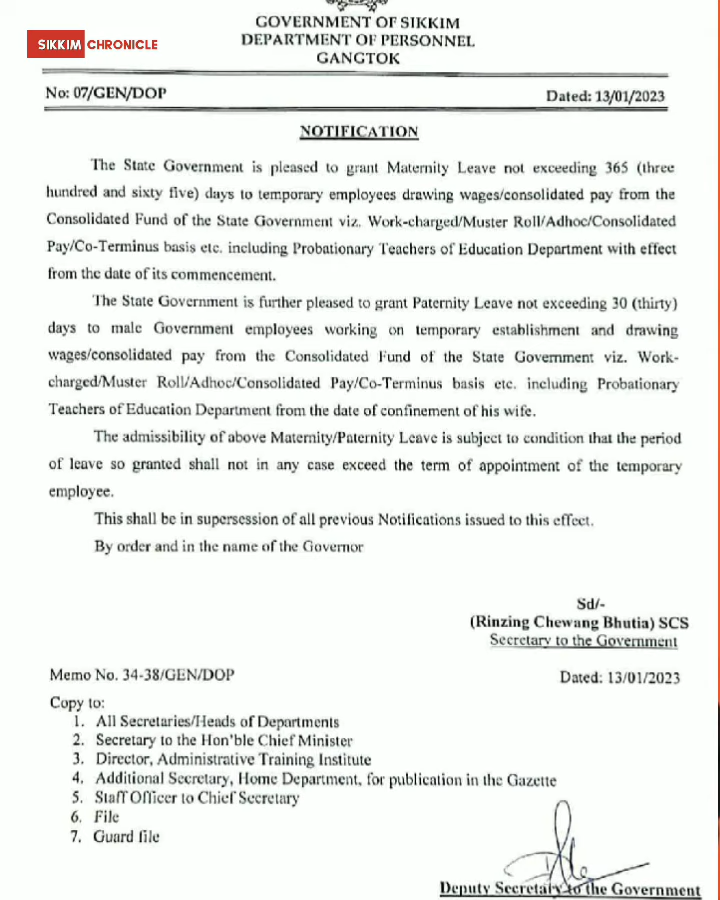 GOVERNMENT OF SIKKIM
SIKKIM CHRONICLE
DEPARTMENT OF PERSONNEL
GANGTOK
No: 07/GEN/DOP Dated: 13/01/2023
NOTIFICATION
The State Government is pleased to grant Maternity Leave not exceeding 365 (three
hundred and sixty five) days to temporary employees drawing wages/consolidated pay from the
Consolidated Fund of the State Government viz. Work-charged/Muster Roll/Adhoc/Consolidated
Pay/Co-Terminus basis etc. including Probationary Teachers of Education Department with effect
from the date of its commencement.
The State Government is further pleased to grant Paternity Leave not exceeding 30 (thirty)
days to male Government employees working on temporary establishment and drawing
wages/consolidated pay from the Consolidated Fund of the State Government viz. Work-
charged/Muster Roll/Adhoc/Consolidated Pay/Co-Terminus basis etc. including Probationary
Teachers of Education Department from the date of confinement of his wife.
The admissibility of above Maternity/Paternity Leave is subject to condition that the period
of leave so granted shall not in any case exceed the term of appointment of the temporary
employee.
This shall be in supersession of all previous Notifications issued to this effect.
By order and in the name of the Governor
Sd/-
(Rinzing Chewang Bhutia) SCS
Secretary to the Government
Memo No. 34-38/GEN/DOP Dated: 13/01/2023
Copy to:
1. All Secretaries/Heads of Departments
2. Secretary to the Hon'ble Chief Minister
3. Director, Administrative Training Institute
4. Additional Secretary, Home Department, for publication in the Gazette
5. Staff Officer to Chief Secretary
6. File
7. Guard file
Deputy Secretary to the Government